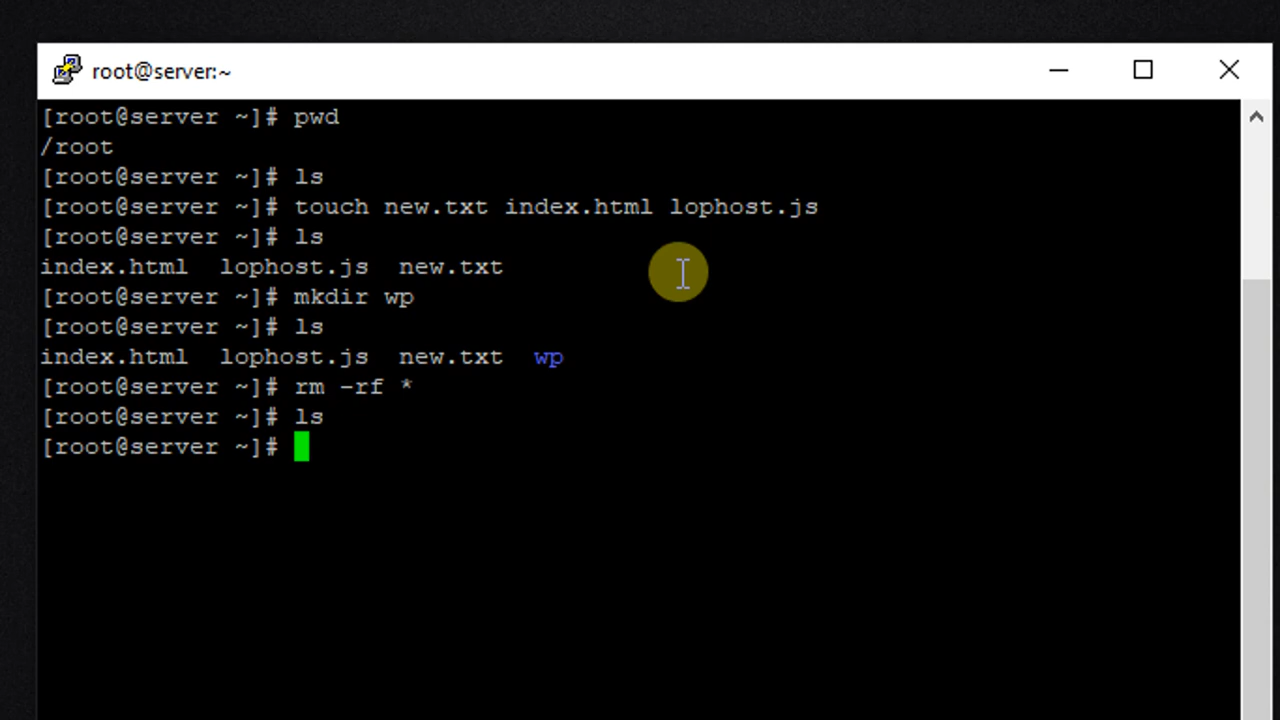 root@server:~
[root@server ~]# pwd
/root
[root@server ~]# ls
[root@server ~]# touch new.txt index.html lophost.js
[root@server ~]# ls
index.html  lophost.js  new.txt
[root@server ~]# mkdir wp
[root@server ~]# ls
index.html  lophost.js  new.txt  wp
[root@server ~]# rm -rf *
[root@server ~]# ls
[root@server ~]#